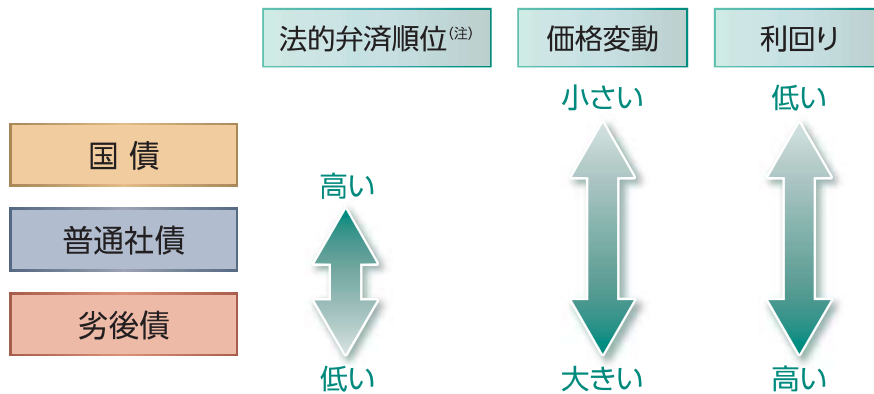 法的弁済順位(注) 価格変動 利回り
小さい 低い
国 債
高い
普通社債
劣後債
低い 大きい 高い